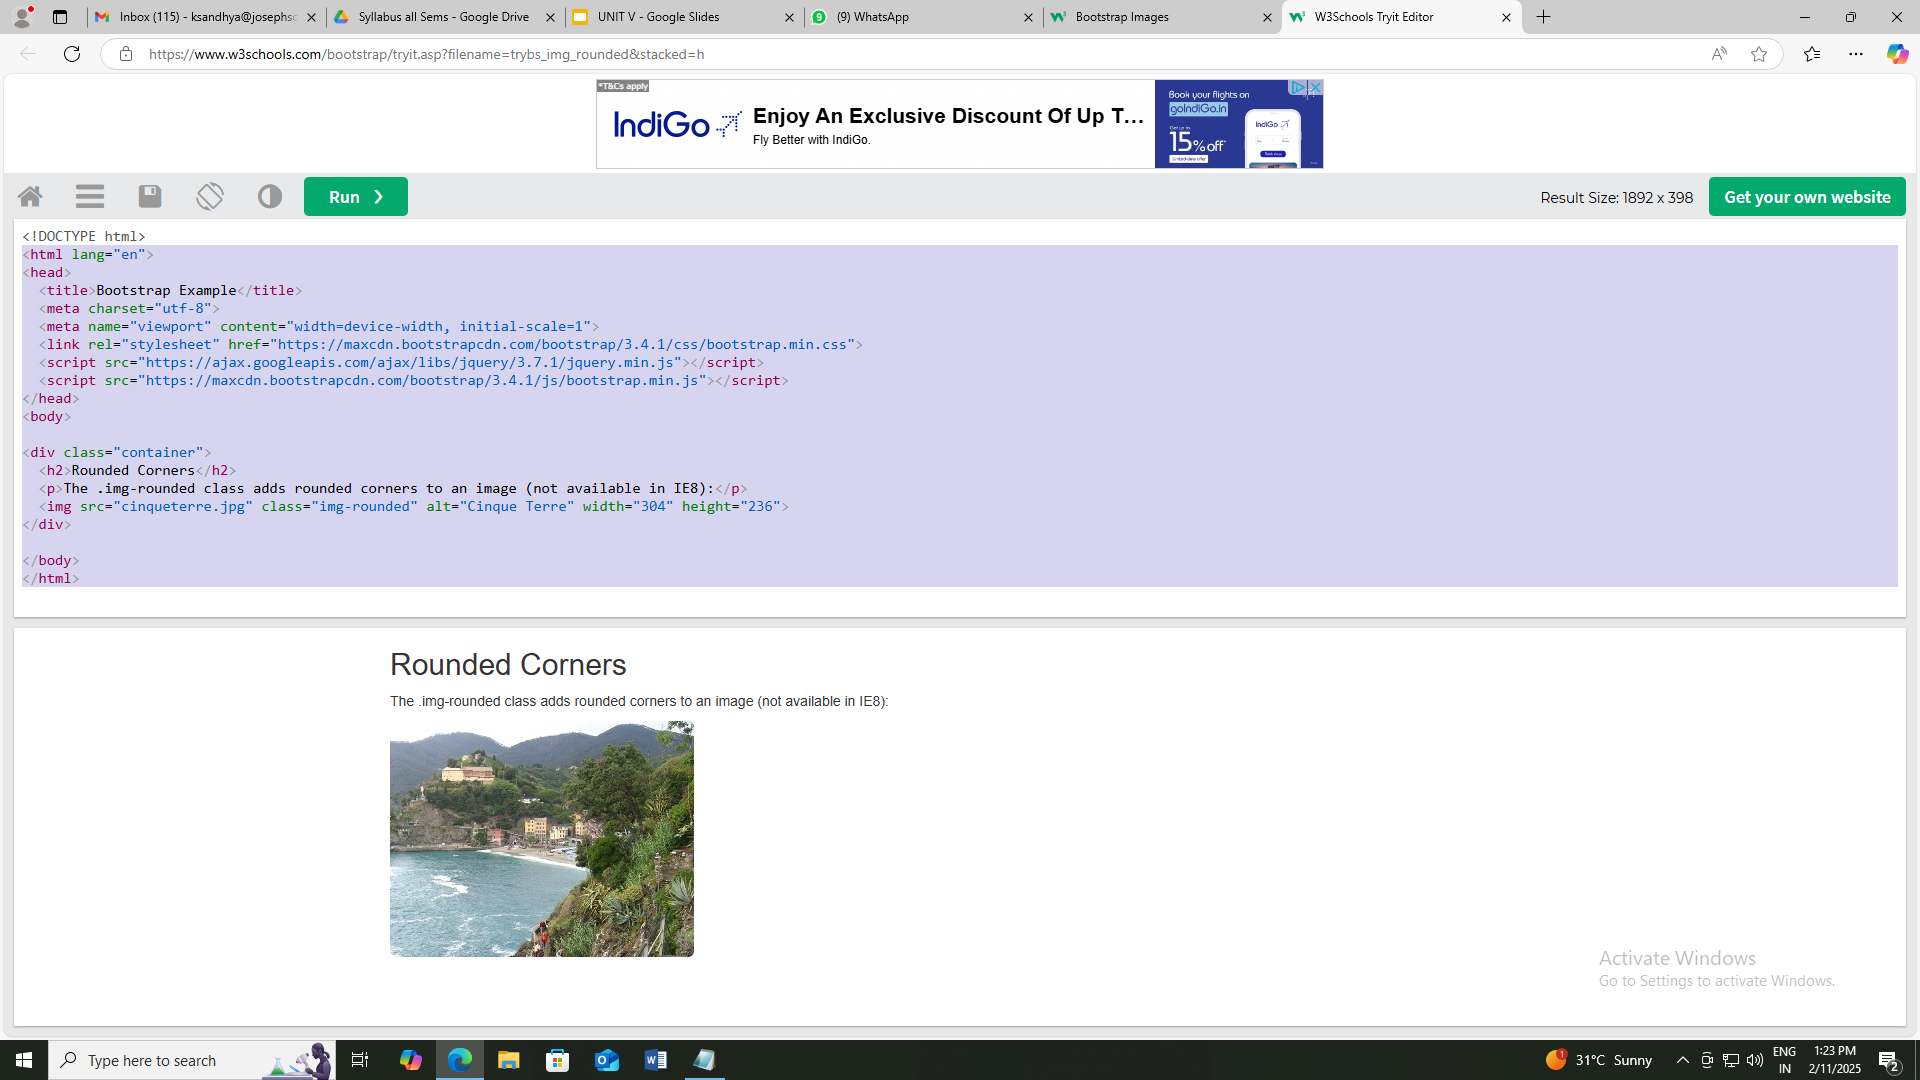 Inbox (115) - ksandhya@josephsc
Syllabus all Sems - Google Drive
UNIT V - Google Slides
(9) WhatsApp
Bootstrap Images
W3Schools Tryit Editor
https://www.w3schools.com/bootstrap/tryit.asp?filename=trybs_img_rounded&stacked=h
*T&Cs apply
IndiGo
Enjoy An Exclusive Discount Of Up T...
Fly Better with IndiGo.
Book your flights on
goIndiGo.in
Get up to
15% off*
Limited-time offer
IndiGo
Book now
Run ❯
Result Size: 1892 x 398
Get your own website
<!DOCTYPE html>
<html lang="en">
<head>
  <title>Bootstrap Example</title>
  <meta charset="utf-8">
  <meta name="viewport" content="width=device-width, initial-scale=1">
  <link rel="stylesheet" href="https://maxcdn.bootstrapcdn.com/bootstrap/3.4.1/css/bootstrap.min.css">
  <script src="https://ajax.googleapis.com/ajax/libs/jquery/3.7.1/jquery.min.js"></script>
  <script src="https://maxcdn.bootstrapcdn.com/bootstrap/3.4.1/js/bootstrap.min.js"></script>
</head>
<body>
<div class="container">
  <h2>Rounded Corners</h2>
  <p>The .img-rounded class adds rounded corners to an image (not available in IE8):</p>
  <img src="cinqueterre.jpg" class="img-rounded" alt="Cinque Terre" width="304" height="236">
</div>
</body>
</html>
Rounded Corners
The .img-rounded class adds rounded corners to an image (not available in IE8):
Activate Windows
Go to Settings to activate Windows.
Type here to search
31°C Sunny
ENG
IN
1:23 PM
2/11/2025
2